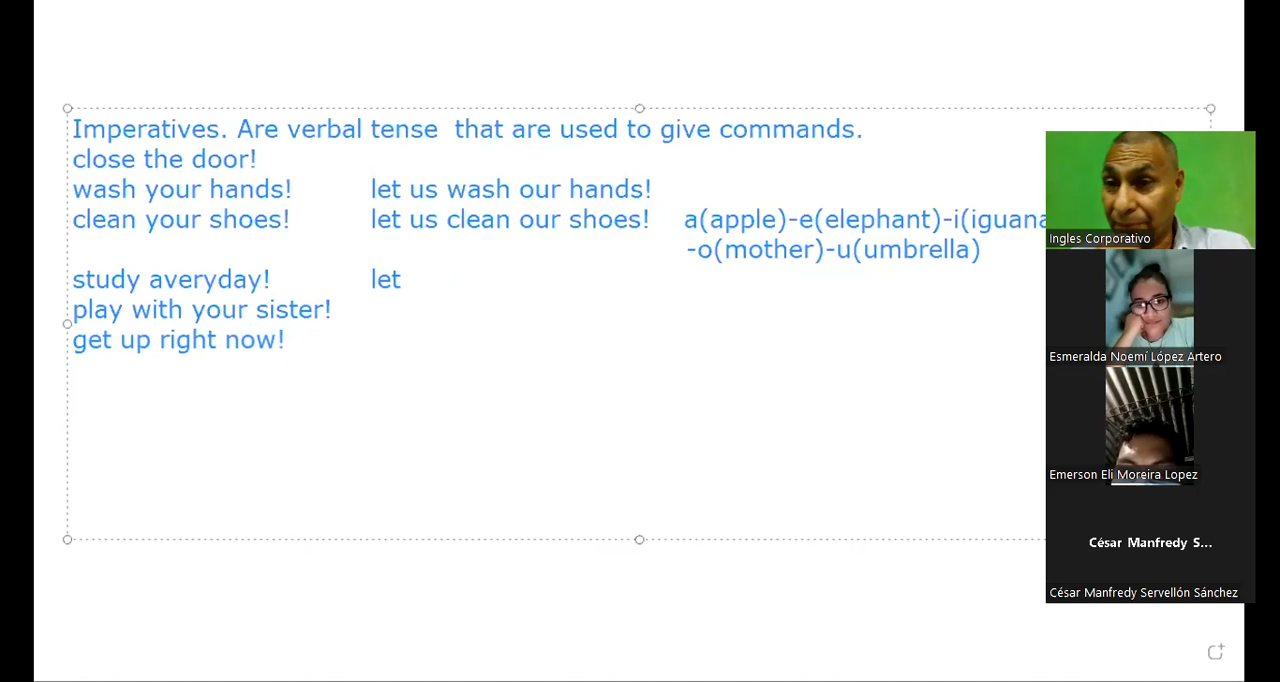 Imperatives. Are verbal tense  that are used to give commands.
close the door!
wash your hands! let us wash our hands!
clean your shoes! let us clean our shoes! a(apple)-e(elephant)-i(iguana
-o(mother)-u(umbrella)
study averyday! let
play with your sister!
get up right now!
Ingles Corporativo
Esmeralda Noemí López Artero
Emerson Eli Moreira Lopez
César Manfredy S...
César Manfredy Servellón Sánchez